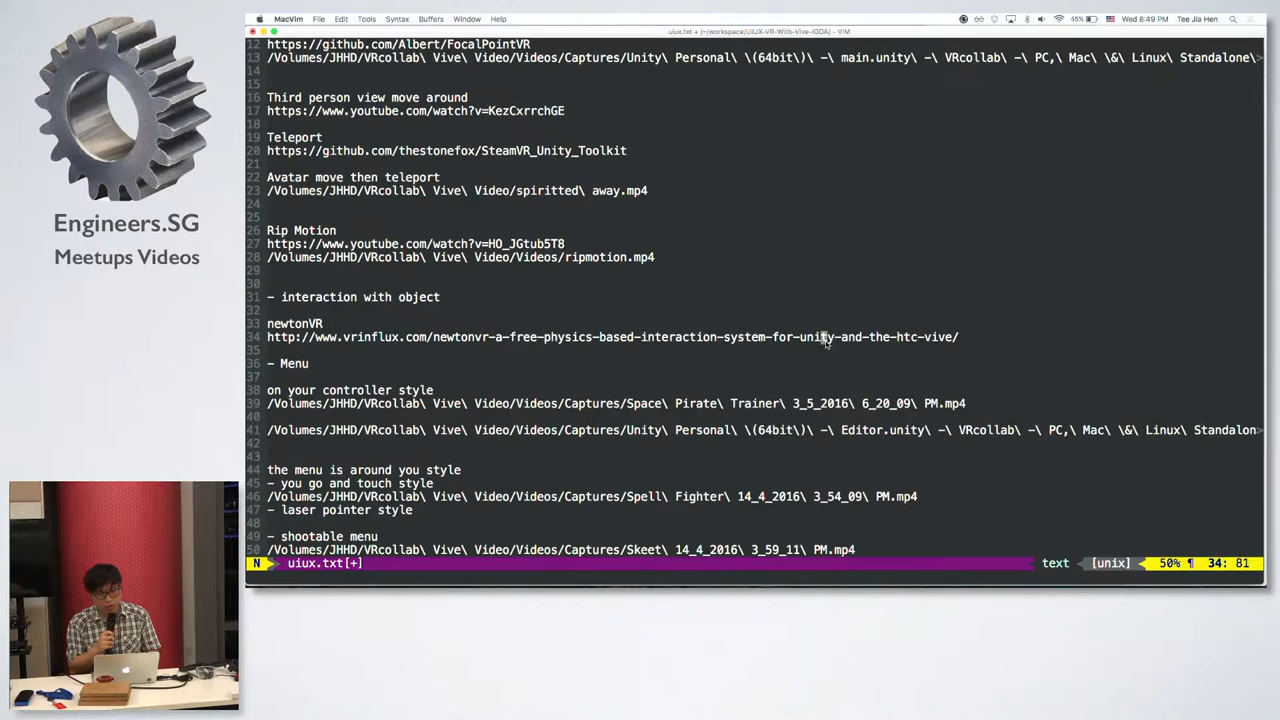 MacVim File Edit Tools Syntax Buffers Window Help 45% Wed 8:49 PM Tee Jia Hen
uiux.txt + (~/workspace/UIUX-VR-With-Vive-IGDA) - VIM
12 https://github.com/Albert/FocalPointVR
13 /Volumes/JHHD/VRcollab\ Vive\ Video/Videos/Captures/Unity\ Personal\ \(64bit\)\ -\ main.unity\ -\ VRcollab\ -\ PC,\ Mac\ \&\ Linux\ Standalone\>
14
15
16 Third person view move around
17 https://www.youtube.com/watch?v=KezCxrrchGE
18
19 Teleport
20 https://github.com/thestonefox/SteamVR_Unity_Toolkit
21
22 Avatar move then teleport
23 /Volumes/JHHD/VRcollab\ Vive\ Video/spiritted\ away.mp4
24
25
26 Rip Motion
27 https://www.youtube.com/watch?v=HO_JGtub5T8
28 /Volumes/JHHD/VRcollab\ Vive\ Video/Videos/ripmotion.mp4
29
30
31 - interaction with object
32
33 newtonVR
34 http://www.vrinflux.com/newtonvr-a-free-physics-based-interaction-system-for-unity-and-the-htc-vive/
35
36 - Menu
37
38 on your controller style
39 /Volumes/JHHD/VRcollab\ Vive\ Video/Videos/Captures/Space\ Pirate\ Trainer\ 3_5_2016\ 6_20_09\ PM.mp4
40
41 /Volumes/JHHD/VRcollab\ Vive\ Video/Videos/Captures/Unity\ Personal\ \(64bit\)\ -\ Editor.unity\ -\ VRcollab\ -\ PC,\ Mac\ \&\ Linux\ Standalon>
42
43
44 the menu is around you style
45 - you go and touch style
46 /Volumes/JHHD/VRcollab\ Vive\ Video/Videos/Captures/Spell\ Fighter\ 14_4_2016\ 3_54_09\ PM.mp4
47 - laser pointer style
48
49 - shootable menu
50 /Volumes/JHHD/VRcollab\ Vive\ Video/Videos/Captures/Skeet\ 14_4_2016\ 3_59_11\ PM.mp4
N uiux.txt[+] text [unix] 50% ¶ 34: 81
Engineers.SG
Meetups Videos